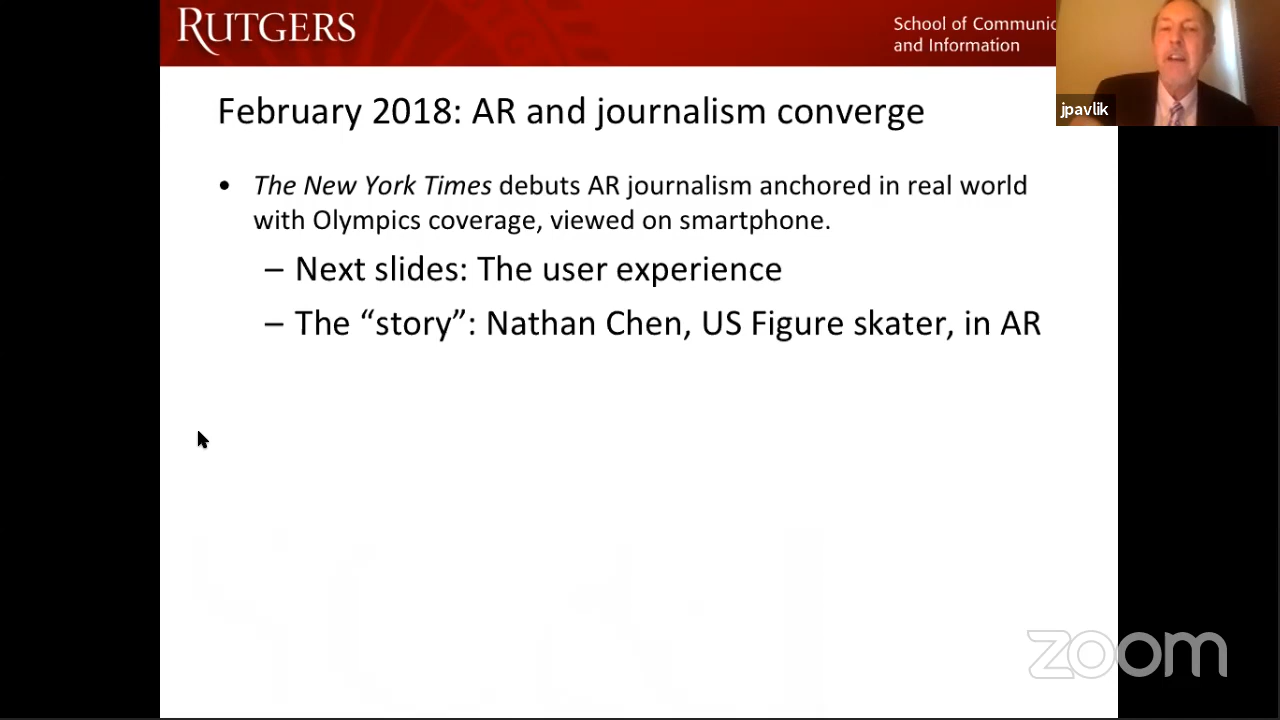 RUTGERS
School of Communic
and Information
jpavlik
February 2018: AR and journalism converge
• The New York Times debuts AR journalism anchored in real world
with Olympics coverage, viewed on smartphone.
– Next slides: The user experience
– The “story”: Nathan Chen, US Figure skater, in AR
zoom